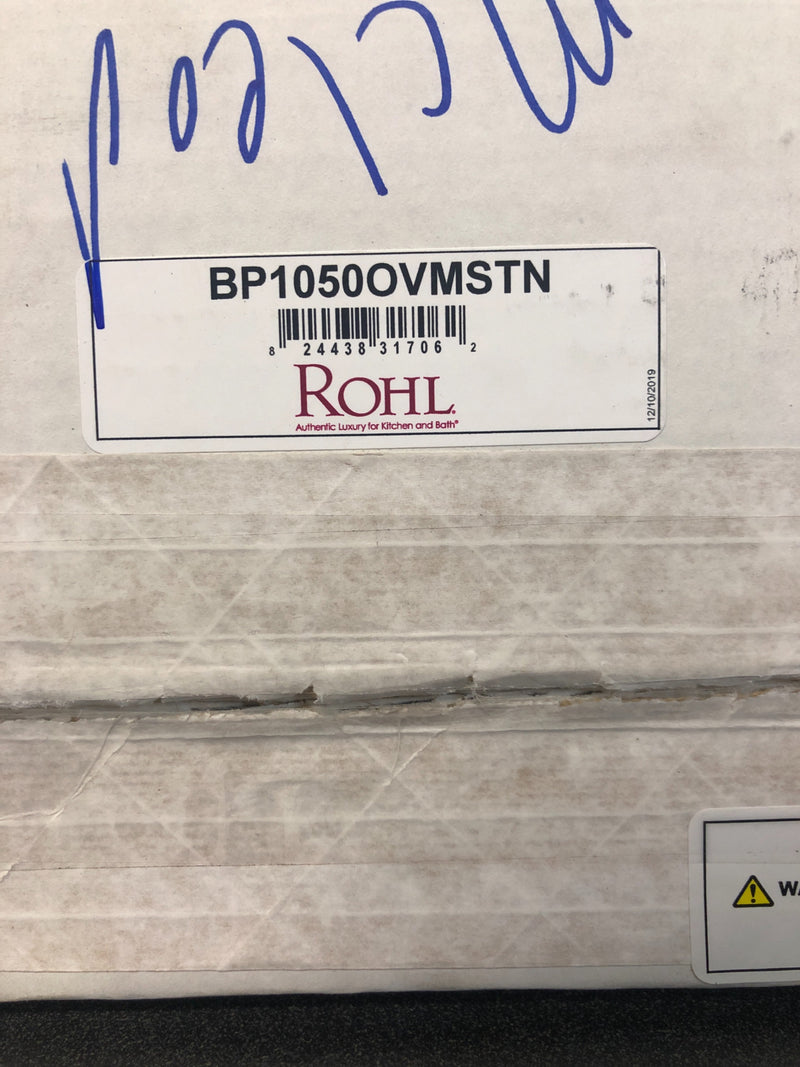 BP1050OVMSTN
8 24438 31706 2
ROHL
Authentic Luxury for Kitchen and Bath®
12/10/2019